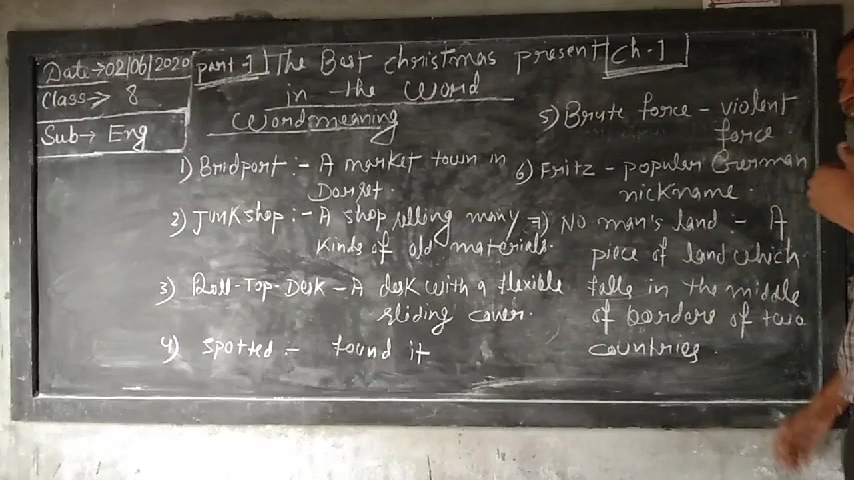 Date→02/06/2020
Class→ 8
Sub→ Eng
part-1 The Best christmas present Ch-1
in the Word
Wordmeaning
1) Bridport :- A market town in
Dorset.
2) Junkshop :- A shop selling many
kinds of old materials.
3) Roll-Top-Desk - A desk with a flexible
sliding cover.
4) Spotted :- found it
5) Brute force - violent
force.
6) Fritz - popular German
nickname.
7) No man's land :- A
piece of land which
falls in the middle
of borders of two
countries.